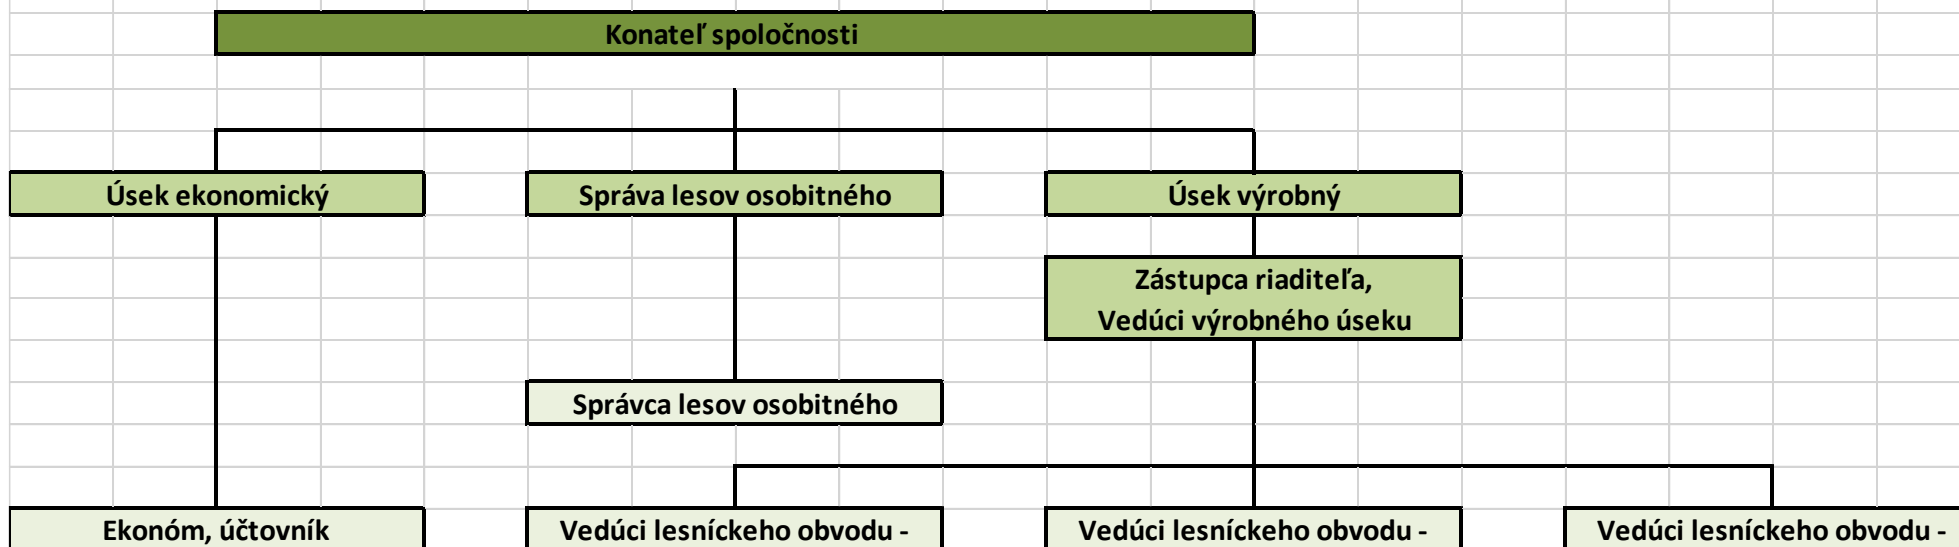 Konateľ spoločnosti
Úsek ekonomický
Správa lesov osobitného
Úsek výrobný
Zástupca riaditeľa,
Vedúci výrobného úseku
Správca lesov osobitného
Ekonóm, účtovník
Vedúci lesníckeho obvodu -
Vedúci lesníckeho obvodu -
Vedúci lesníckeho obvodu -